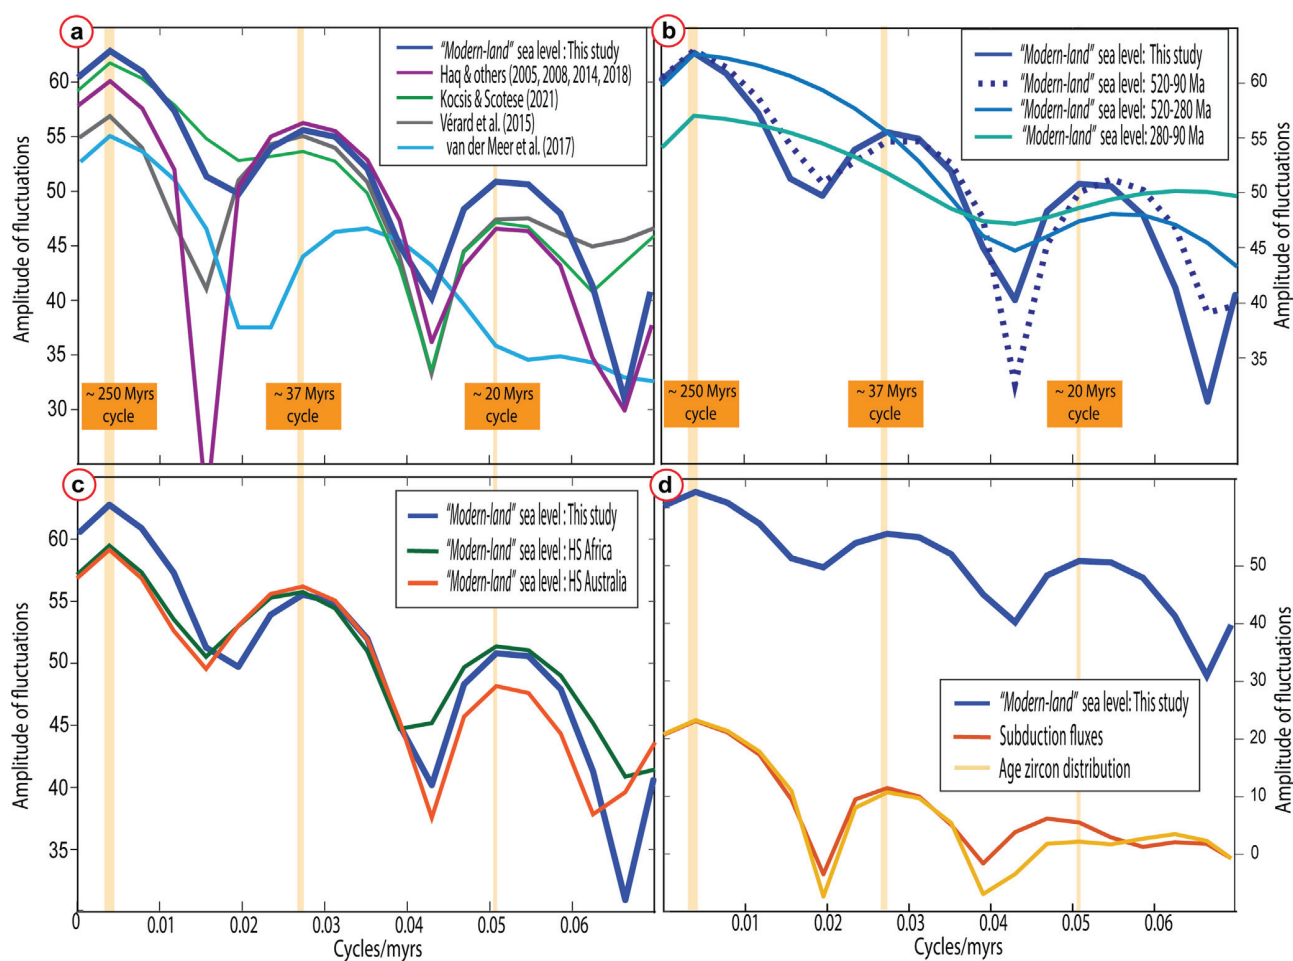 a
"Modern-land" sea level : This study
Haq & others (2005, 2008, 2014, 2018)
Kocsis & Scotese (2021)
Vérard et al. (2015)
van der Meer et al. (2017)
Amplitude of fluctuations
60
55
50
45
40
35
30
~ 250 Myrs
cycle
~ 37 Myrs
cycle
~ 20 Myrs
cycle
b
"Modern-land" sea level: This study
"Modern-land" sea level: 520-90 Ma
"Modern-land" sea level: 520-280 Ma
"Modern-land" sea level: 280-90 Ma
60
55
50
45
40
35
Amplitude of fluctuations
~ 250 Myrs
cycle
~ 37 Myrs
cycle
~ 20 Myrs
cycle
c
"Modern-land" sea level : This study
"Modern-land" sea level : HS Africa
"Modern-land" sea level : HS Australia
Amplitude of fluctuations
60
55
50
45
40
35
0
0.01
0.02
0.03
0.04
0.05
0.06
Cycles/myrs
d
"Modern-land" sea level: This study
Subduction fluxes
Age zircon distribution
50
40
30
20
10
0
Amplitude of fluctuations
0.01
0.02
0.03
0.04
0.05
0.06
Cycles/myrs